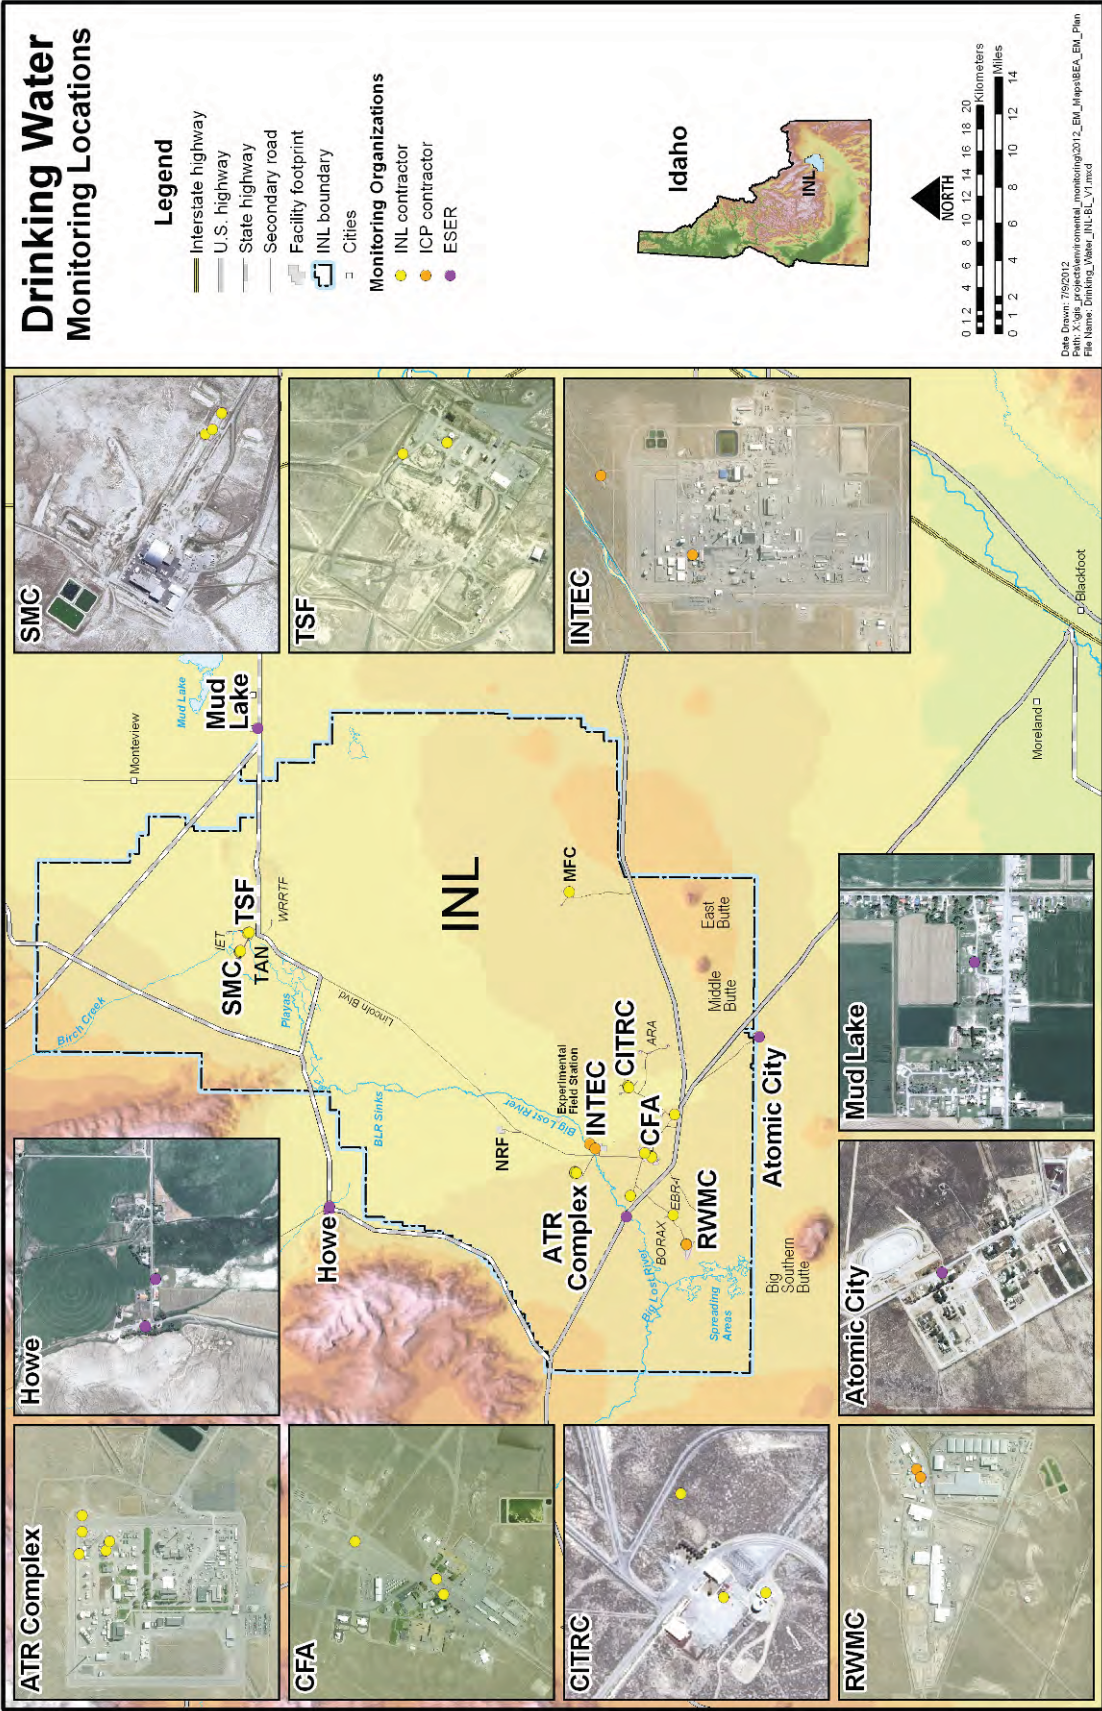 Drinking Water
Monitoring Locations
Legend
Interstate highway
U.S. highway
State highway
Secondary road
Facility footprint
INL boundary
Cities
Monitoring Organizations
INL contractor
ICP contractor
ESER
Idaho
INL
NORTH
0 1 2 4 6 8 10 12 14 16 18 20
Kilometers
Miles
0 1 2 4 6 8 10 12 14
Date Drawn: 7/9/2012
Path: X:\gis_projects\enviromental_monitoring\2012_EM_Maps\BEA_EM_Plan
File Name: Drinking_Water_INL-BL_V1.mxd
ATR Complex
Howe
SMC
CFA
TSF
CITRC
INTEC
RWMC
Atomic City
Mud Lake
Monteview
Mud Lake
Mud
Lake
Birch Creek
IET
SMC
TSF
TAN
WRRTF
Playas
Lincoln Blvd.
BLR Sinks
Howe
INL
Big Lost River
NRF
Experimental
Field Station
INTEC
ATR
Complex
CITRC
ARA
CFA
MFC
EBR-I
BORAX
RWMC
Big Lost River
Spreading
Areas
Middle
Butte
East
Butte
Atomic City
Big
Southern
Butte
Moreland
Blackfoot